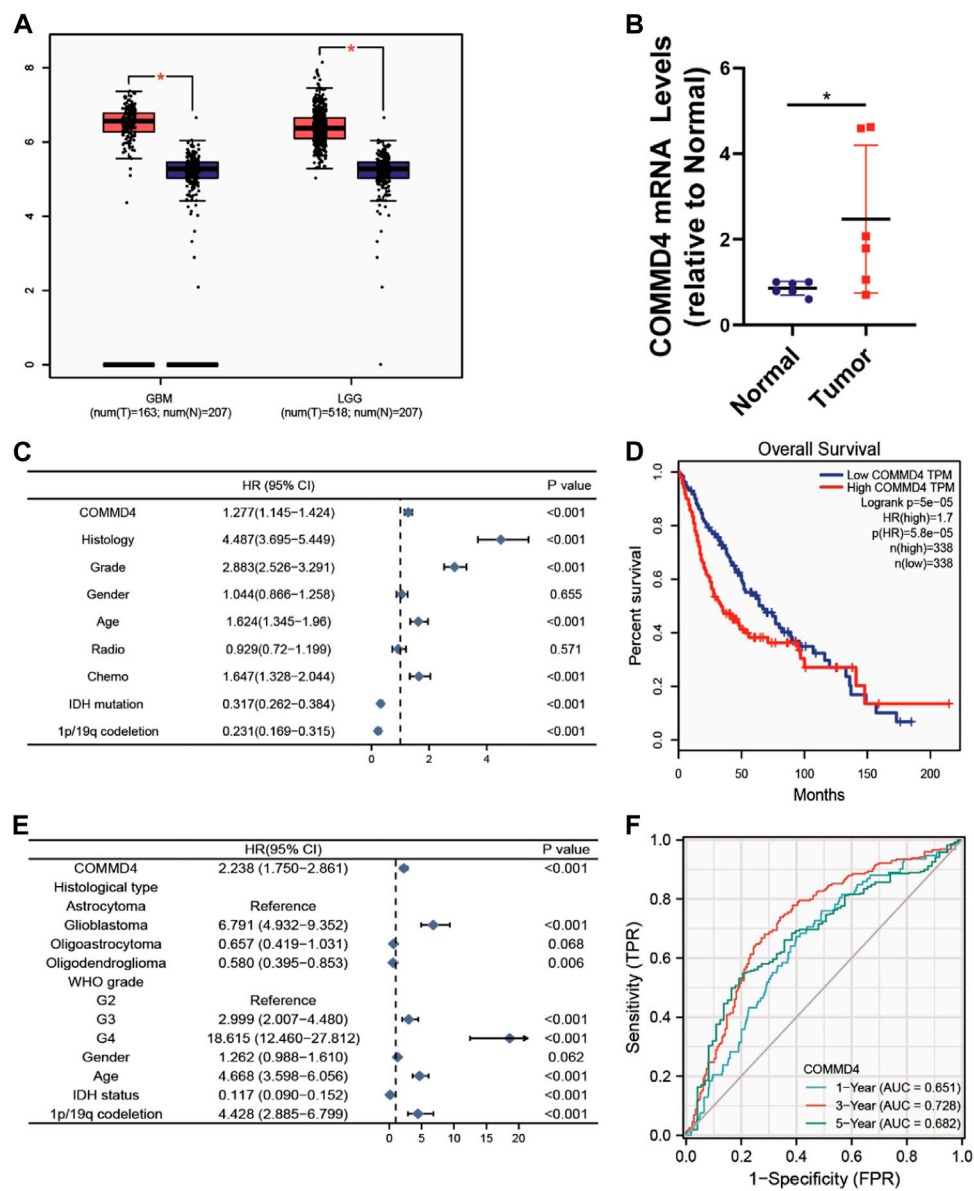 A
*
*
8
6
4
2
0
GBM
(num(T)=163; num(N)=207)
LGG
(num(T)=518; num(N)=207)
B
COMMD4 mRNA Levels
(relative to Normal)
6
4
2
0
*
Normal
Tumor
C
HR (95% CI)
P value
COMMD4 1.277(1.145−1.424) <0.001
Histology 4.487(3.695−5.449) <0.001
Grade 2.883(2.526−3.291) <0.001
Gender 1.044(0.866−1.258) 0.655
Age 1.624(1.345−1.96) <0.001
Radio 0.929(0.72−1.199) 0.571
Chemo 1.647(1.328−2.044) <0.001
IDH mutation 0.317(0.262−0.384) <0.001
1p/19q codeletion 0.231(0.169−0.315) <0.001
0 2 4
D
Overall Survival
Low COMMD4 TPM
High COMMD4 TPM
Logrank p=5e−05
HR(high)=1.7
p(HR)=5.8e−05
n(high)=338
n(low)=338
Percent survival
1.0
0.8
0.6
0.4
0.2
0.0
0 50 100 150 200
Months
E
HR(95% CI) P value
COMMD4 2.238 (1.750−2.861) <0.001
Histological type
Astrocytoma Reference
Glioblastoma 6.791 (4.932−9.352) <0.001
Oligoastrocytoma 0.657 (0.419−1.031) 0.068
Oligodendroglioma 0.580 (0.395−0.853) 0.006
WHO grade
G2 Reference
G3 2.999 (2.007−4.480) <0.001
G4 18.615 (12.460−27.812) <0.001
Gender 1.262 (0.988−1.610) 0.062
Age 4.668 (3.598−6.056) <0.001
IDH status 0.117 (0.090−0.152) <0.001
1p/19q codeletion 4.428 (2.885−6.799) <0.001
0 5 10 15 20
F
Sensitivity (TPR)
1.0
0.8
0.6
0.4
0.2
0.0
COMMD4
1−Year (AUC = 0.651)
3−Year (AUC = 0.728)
5−Year (AUC = 0.682)
0.0 0.2 0.4 0.6 0.8 1.0
1−Specificity (FPR)